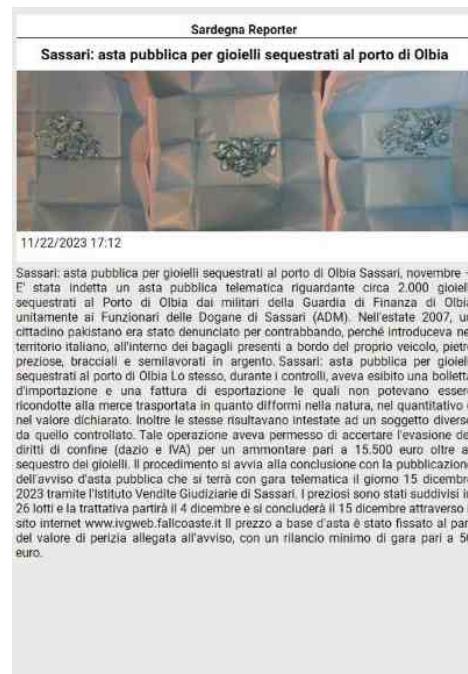 Sardegna Reporter
Sassari: asta pubblica per gioielli sequestrati al porto di Olbia
11/22/2023 17:12
Sassari: asta pubblica per gioielli sequestrati al porto di Olbia Sassari, novembre -
E' stata indetta un asta pubblica telematica riguardante circa 2.000 gioiell
sequestrati al Porto di Olbia dai militari della Guardia di Finanza di Olbia
unitamente ai Funzionari delle Dogane di Sassari (ADM). Nell'estate 2007, u
cittadino pakistano era stato denunciato per contrabbando, perché introduceva ne
territorio italiano, all'interno dei bagagli presenti a bordo del proprio veicolo, pietr
preziose, bracciali e semilavorati in argento. Sassari: asta pubblica per gioiell
sequestrati al porto di Olbia Lo stesso, durante i controlli, aveva esibito una bollett
d'importazione e una fattura di esportazione le quali non potevano esser
ricondotte alla merce trasportata in quanto difformi nella natura, nel quantitativo
nel valore dichiarato. Inoltre le stesse risultavano intestate ad un soggetto divers
da quello controllato. Tale operazione aveva permesso di accertare l'evasione de
diritti di confine (dazio e IVA) per un ammontare pari a 15.500 euro oltre a
sequestro dei gioielli. Il procedimento si avvia alla conclusione con la pubblicazion
dell'avviso d'asta pubblica che si terrà con gara telematica il giorno 15 dicembr
2023 tramite l'Istituto Vendite Giudiziarie di Sassari. I preziosi sono stati suddivisi i
26 lotti e la trattativa partirà il 4 dicembre e si concluderà il 15 dicembre attraverso
sito internet www.ivgweb.fallcoaste.it Il prezzo a base d'asta è stato fissato al par
del valore di perizia allegata all'avviso, con un rilancio minimo di gara pari a 50
euro.